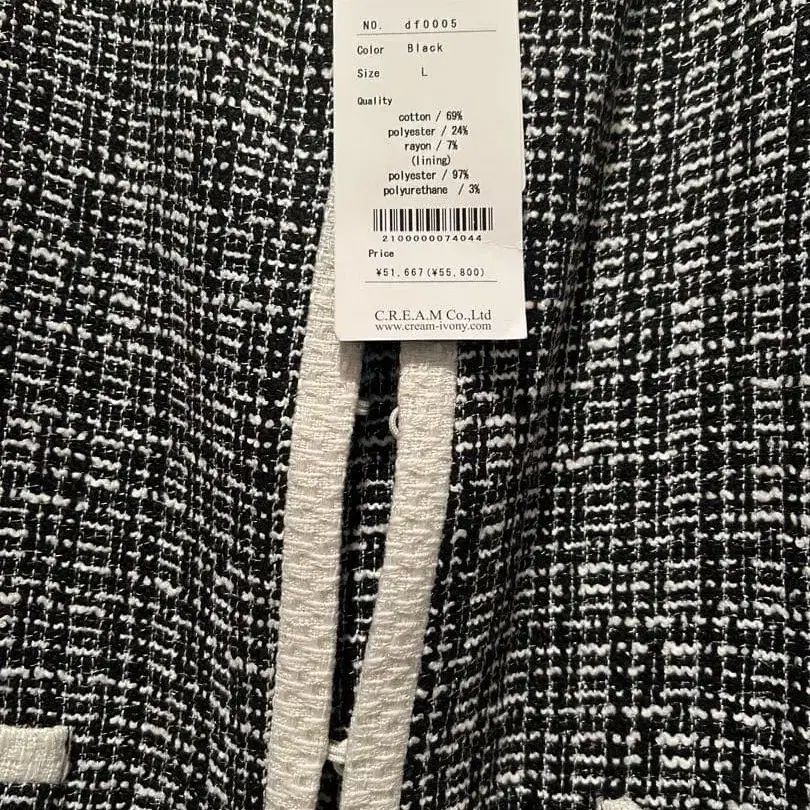 NO. df0005
Color Black
Size L
Quality
cotton / 69%
polyester / 24%
rayon / 7%
(lining)
polyester / 97%
polyurethane / 3%
2100000074044
Price
¥51,667(¥55,800)
C.R.E.A.M Co.,Ltd
www.cream-ivony.com